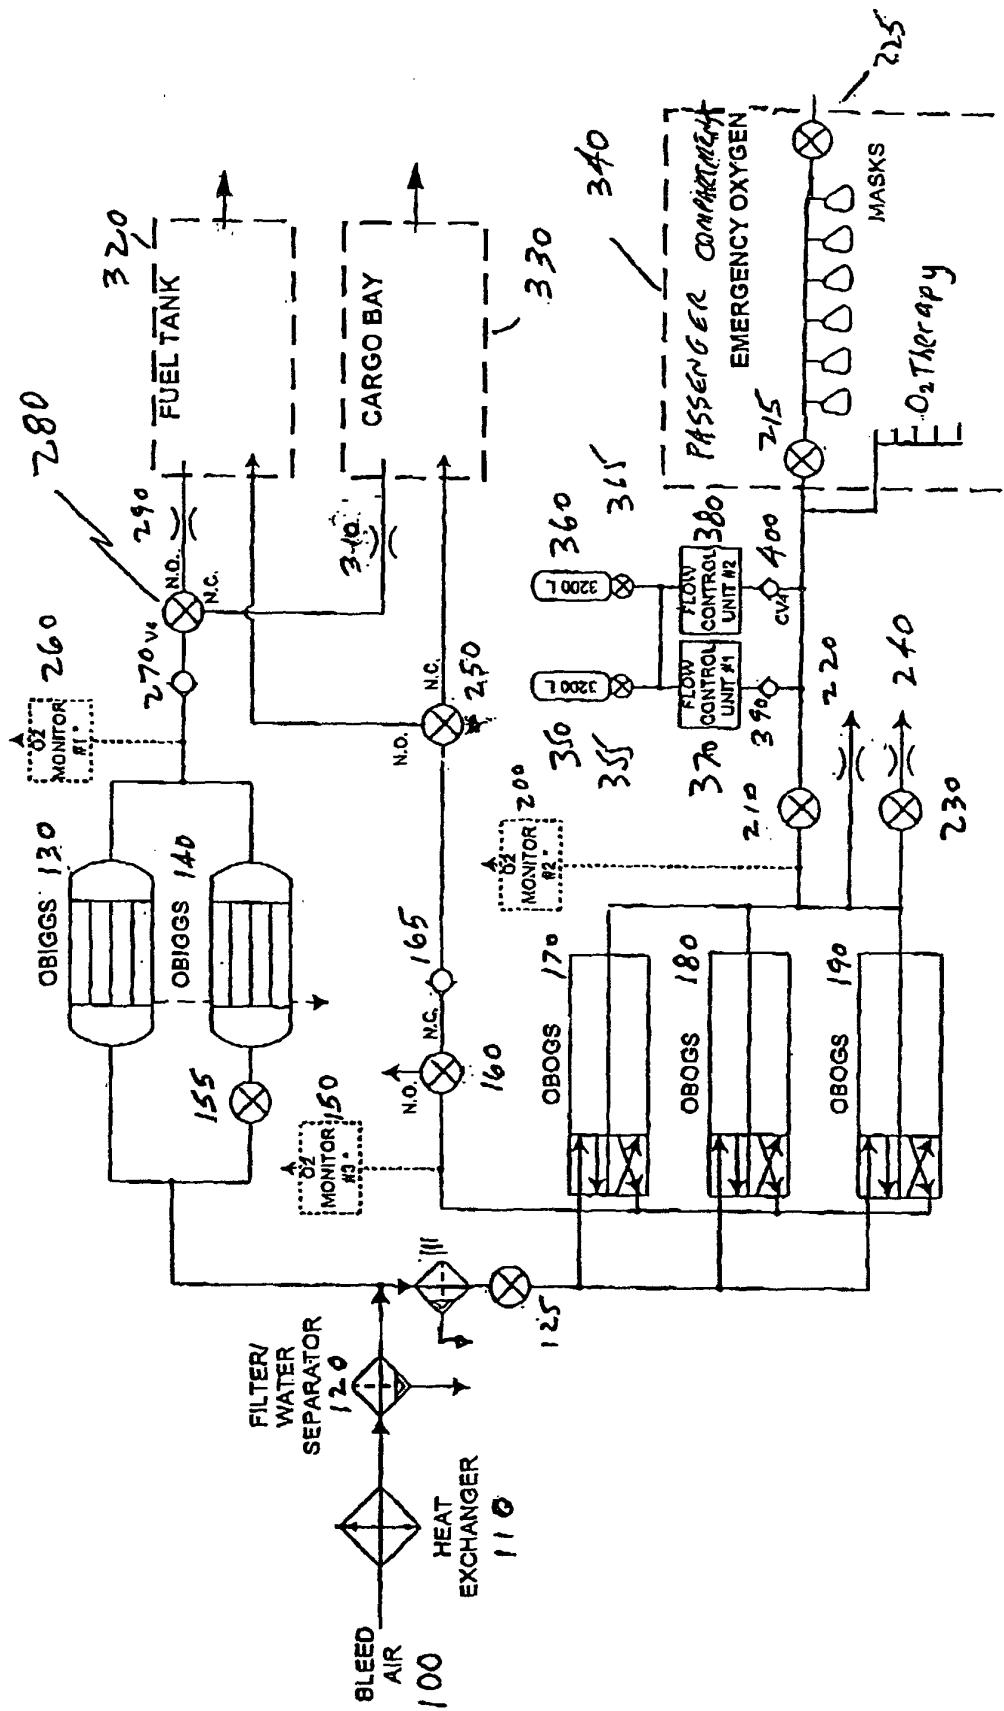 BLEED
AIR
100
HEAT
EXCHANGER
110
FILTER/
WATER
SEPARATOR
120
111
125
OBIGGS 130
OBIGGS 140
155
O2
MONITOR
#3
150
N.O.
N.C.
160
165
OBOGS
170
OBOGS
180
OBOGS
190
O2
MONITOR
#1
260
270
280
N.O.
N.C.
290
310
FUEL TANK
320
CARGO BAY
330
N.O.
N.C.
250
O2
MONITOR
#2
200
210
220
230
240
3200 L
350
355
3200 L
360
365
FLOW
CONTROL
UNIT #1
370
FLOW
CONTROL
UNIT #2
380
390
CV4
400
PASSENGER COMPARTMENT
EMERGENCY OXYGEN
340
215
225
MASKS
O2 Therapy